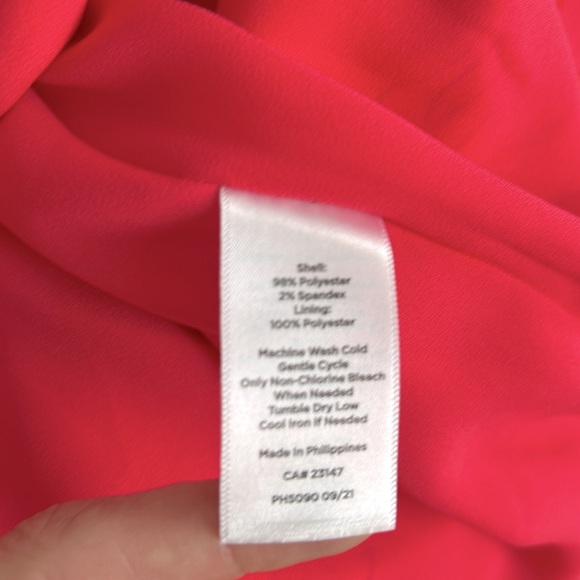 Shell:
98% Polyester
2% Spandex
Lining:
100% Polyester
Machine Wash Cold
Gentle Cycle
Only Non-Chlorine Bleach
When Needed
Tumble Dry Low
Cool Iron If Needed
Made In Philippines
CA# 23147
PH5090 09/21